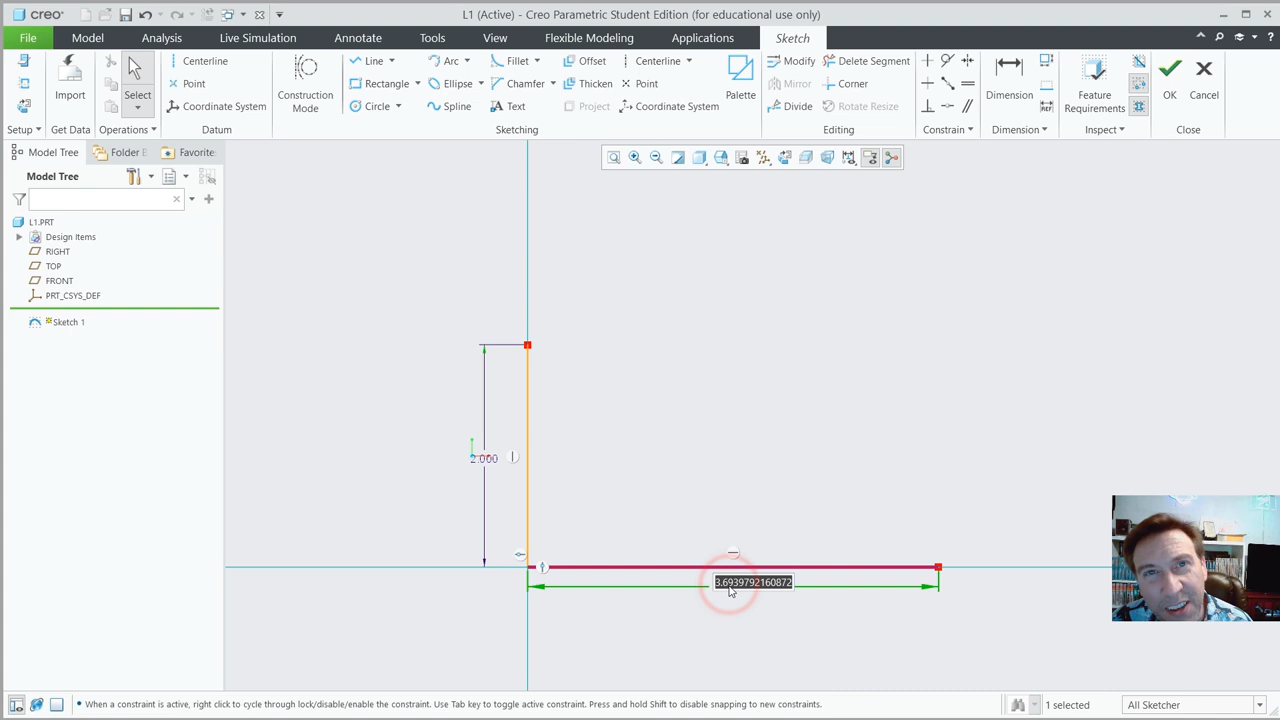 creo
L1 (Active) - Creo Parametric Student Edition (for educational use only)
File Model Analysis Live Simulation Annotate Tools View Flexible Modeling Applications Sketch
Centerline Line Arc Fillet Offset Centerline Modify Delete Segment
Point Rectangle Ellipse Chamfer Thicken Point Mirror Corner
Import Select Coordinate System Construction Mode Circle Spline Text Project Coordinate System Palette Divide Rotate Resize Dimension Feature Requirements OK Cancel
Setup Get Data Operations Datum Sketching Editing Constrain Dimension Inspect Close
Model Tree Folder B Favorite
Model Tree
L1.PRT
Design Items
RIGHT
TOP
FRONT
PRT_CSYS_DEF
Sketch 1
2.000
3.6939792160872
When a constraint is active, right click to cycle through lock/disable/enable the constraint. Use Tab key to toggle active constraint. Press and hold Shift to disable snapping to new constraints.
1 selected
All Sketcher